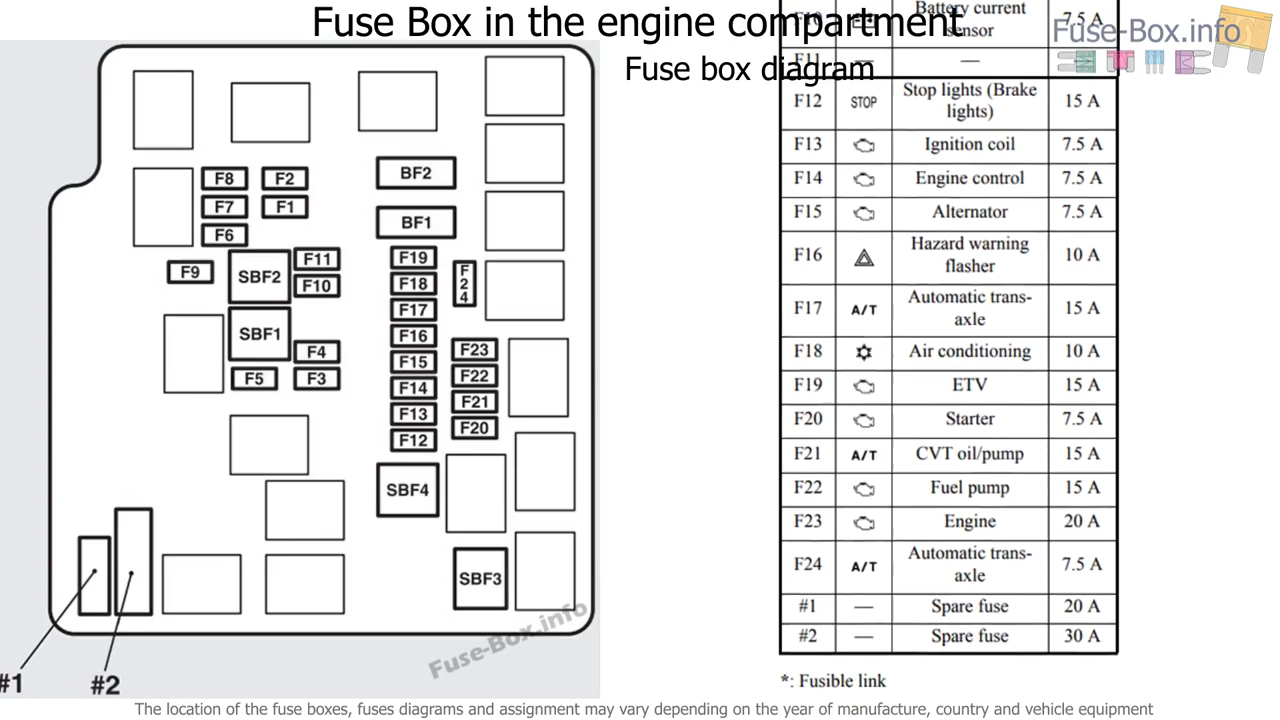 Fuse Box in the engine compartment
Fuse box diagram
Fuse-Box.info
F8
F2
F7
F1
F6
F9
SBF2
F11
F10
SBF1
F4
F5
F3
BF2
BF1
F19
F18
F17
F16
F15
F14
F13
F12
F24
F23
F22
F21
F20
SBF4
SBF3
#1
#2
Fuse-Box.info
F10 Battery current 7.5 A
sensor
F11 — —
F12 STOP Stop lights (Brake 15 A
lights)
F13 Ignition coil 7.5 A
F14 Engine control 7.5 A
F15 Alternator 7.5 A
F16 Hazard warning 10 A
flasher
F17 A/T Automatic trans- 15 A
axle
F18 Air conditioning 10 A
F19 ETV 15 A
F20 Starter 7.5 A
F21 A/T CVT oil/pump 15 A
F22 Fuel pump 15 A
F23 Engine 20 A
F24 A/T Automatic trans- 7.5 A
axle
#1 — Spare fuse 20 A
#2 — Spare fuse 30 A
*: Fusible link
The location of the fuse boxes, fuses diagrams and assignment may vary depending on the year of manufacture, country and vehicle equipment